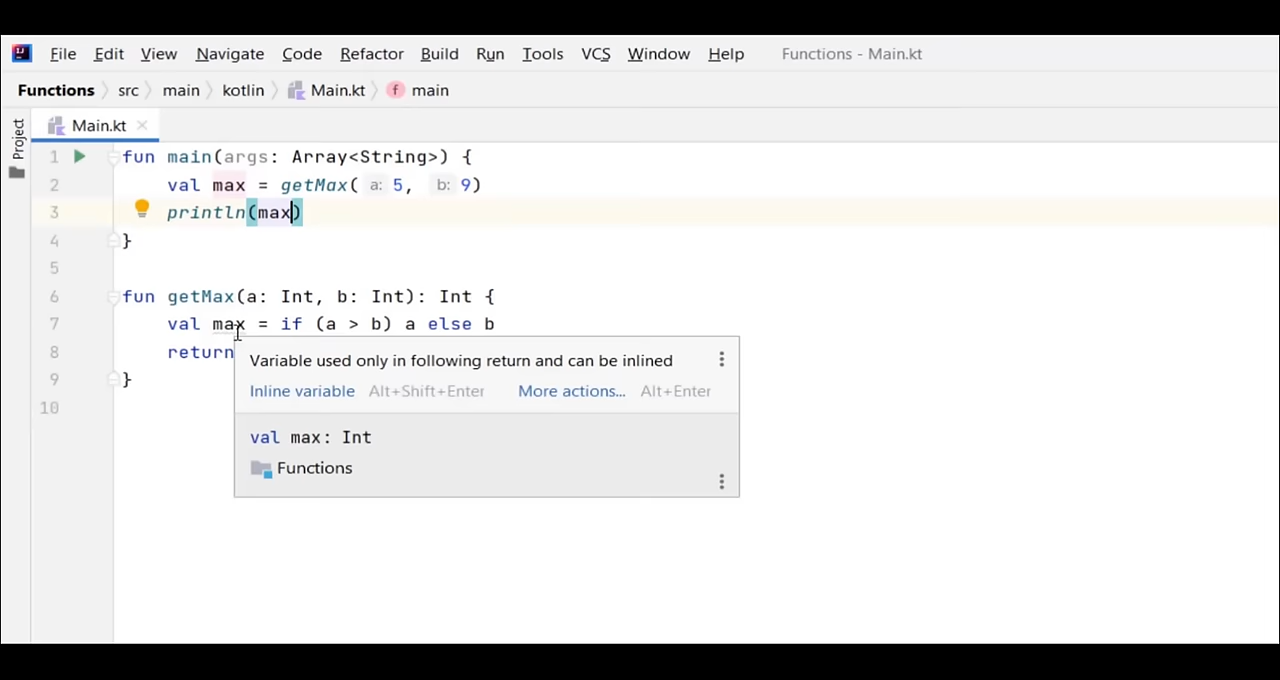 File Edit View Navigate Code Refactor Build Run Tools VCS Window Help Functions - Main.kt
Functions src main kotlin Main.kt f main
Project
Main.kt
1 fun main(args: Array<String>) {
2 val max = getMax( a: 5, b: 9)
3 println(max)
4 }
5
6 fun getMax(a: Int, b: Int): Int {
7 val max = if (a > b) a else b
8 return
9 }
10
Variable used only in following return and can be inlined
Inline variable Alt+Shift+Enter More actions... Alt+Enter
val max: Int
Functions